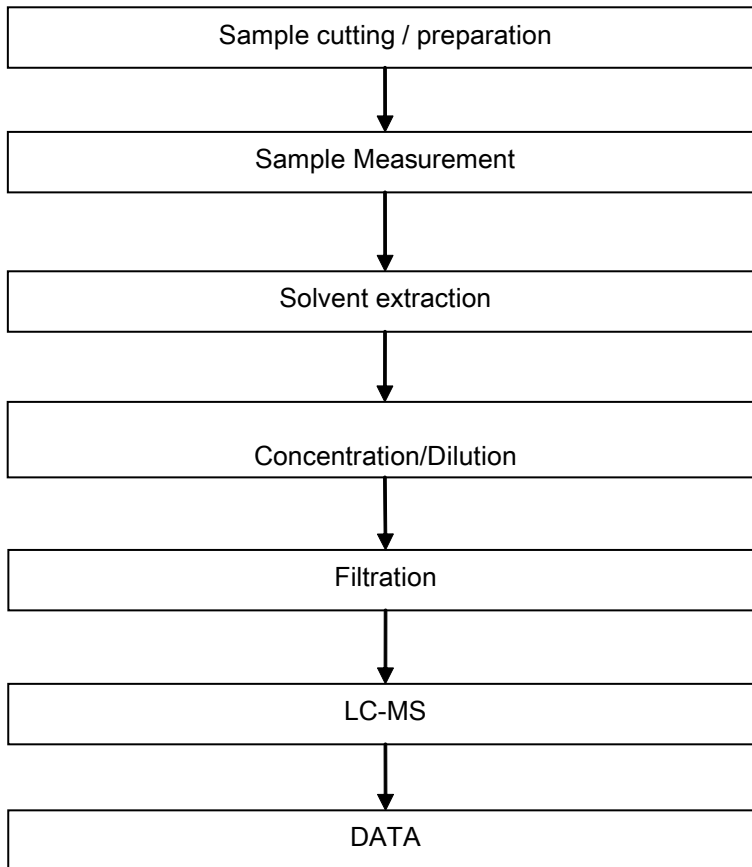 Sample cutting / preparation
Sample Measurement
Solvent extraction
Concentration/Dilution
Filtration
LC-MS
DATA